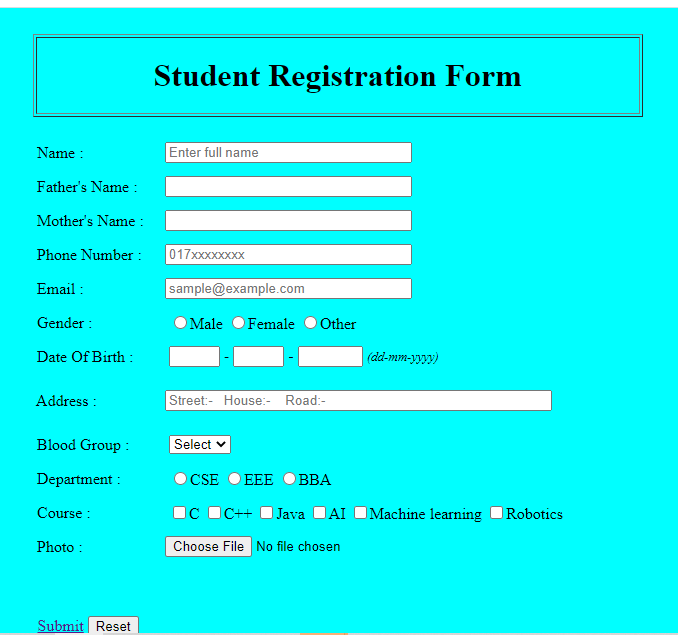 Student Registration Form
Name : Enter full name
Father's Name :
Mother's Name :
Phone Number : 017xxxxxxxx
Email : sample@example.com
Gender : Male Female Other
Date Of Birth : - - (dd-mm-yyyy)
Address : Street:- House:- Road:-
Blood Group : Select
Department : CSE EEE BBA
Course : C C++ Java AI Machine learning Robotics
Photo : Choose File No file chosen
Submit Reset